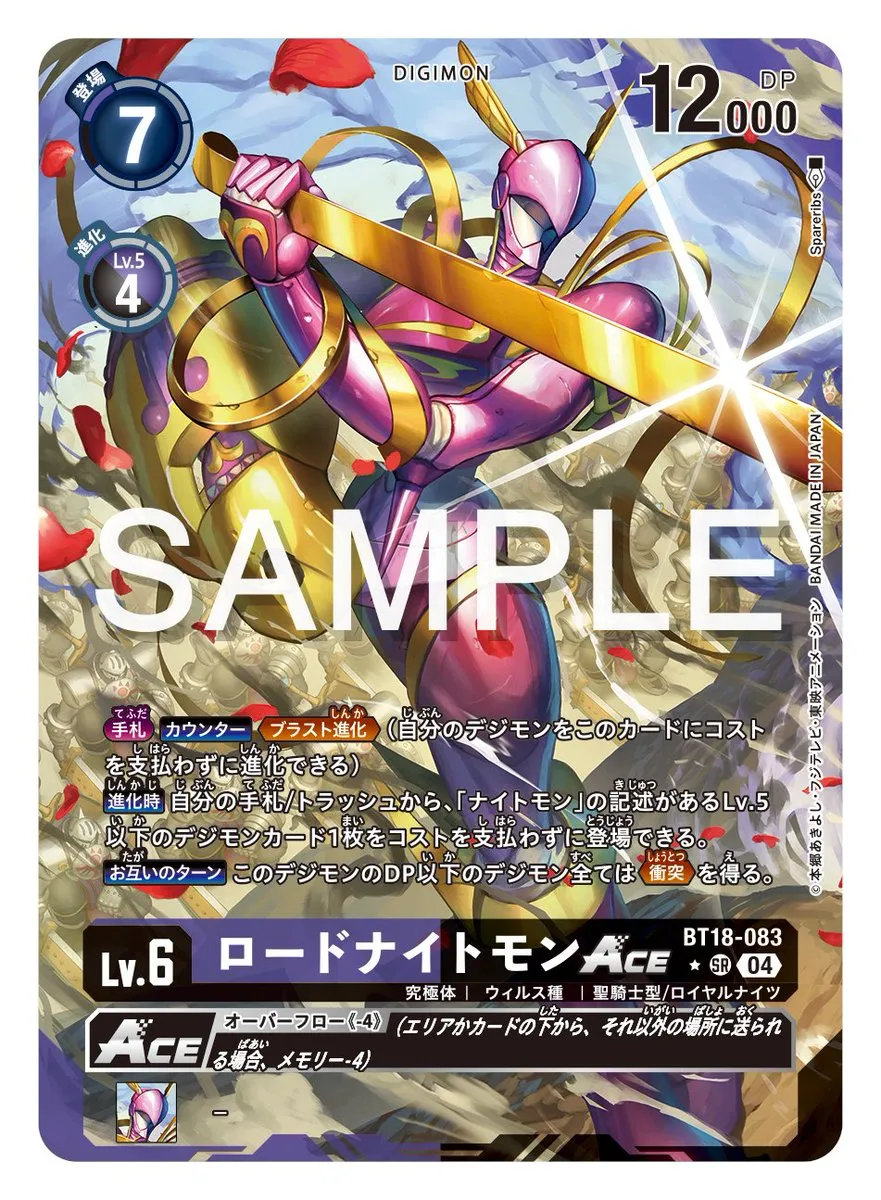 登場
7
DIGIMON
12000
DP
進化
Lv.5
4
Spareribs
SAMPLE
手札 カウンター ブラスト進化 (自分のデジモンをこのカードにコスト
を支払わずに進化できる)
進化時 自分の手札/トラッシュから、「ナイトモン」の記述があるLv.5
以下のデジモンカード1枚をコストを支払わずに登場できる。
お互いのターン このデジモンのDP以下のデジモン全ては 衝突 を得る。
©本郷あきよし・フジテレビ・東映アニメーション BANDAI MADE IN JAPAN
Lv.6
ロードナイトモンACE
BT18-083
★ SR 04
究極体 | ウィルス種 | 聖騎士型/ロイヤルナイツ
ACE
オーバーフロー《-4》 (エリアかカードの下から、それ以外の場所に送られ
る場合、メモリー-4)
–